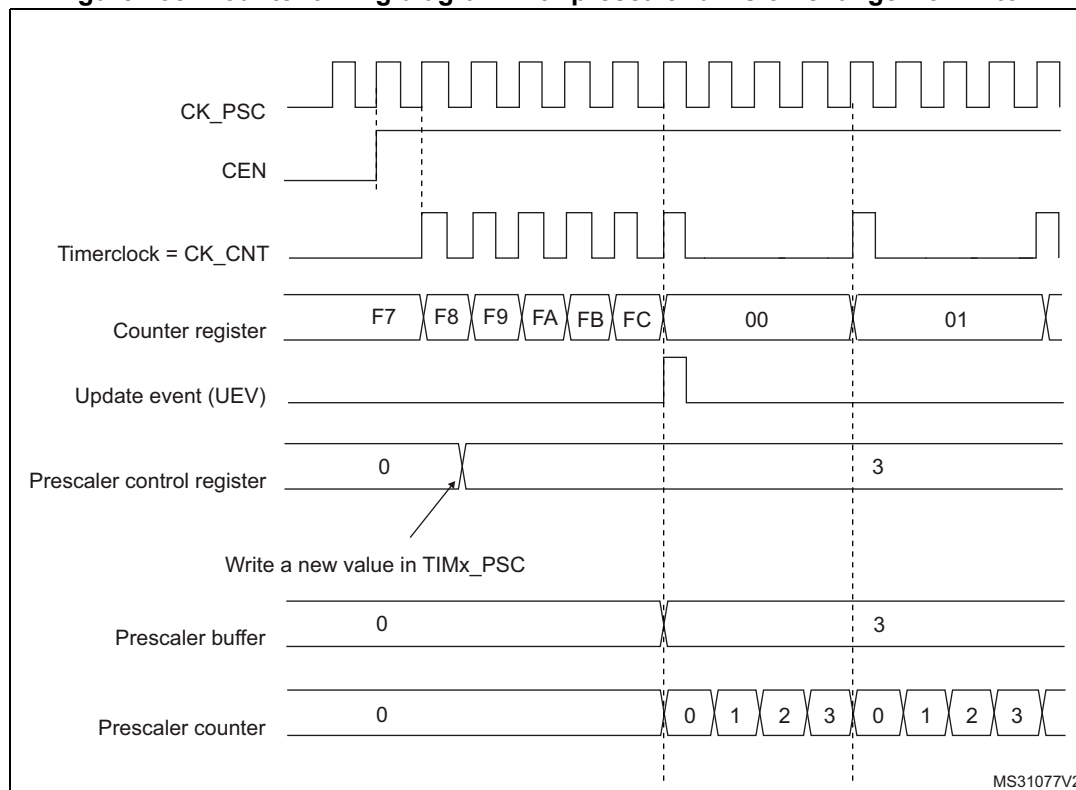 CK_PSC
CEN
Timerclock = CK_CNT
Counter register F7 F8 F9 FA FB FC 00 01
Update event (UEV)
Prescaler control register 0 3
Write a new value in TIMx_PSC
Prescaler buffer 0 3
Prescaler counter 0 0 1 2 3 0 1 2 3
MS31077V2